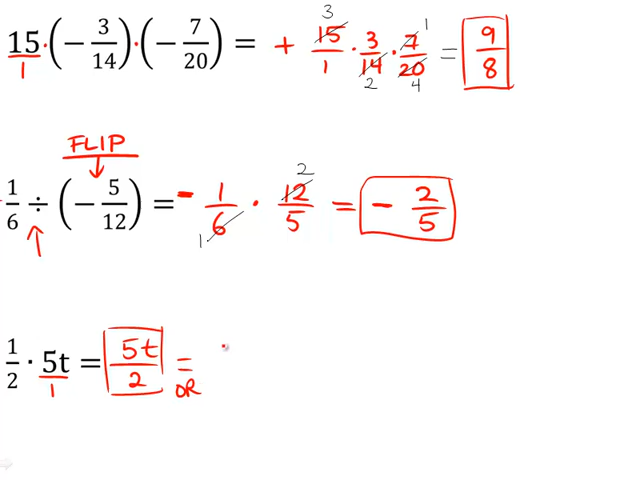 15/1 · (− 3/14) · (− 7/20) = + 3 15/1 · 3/14 2 · 7 1/20 4 = 9/8
FLIP
1/6 ÷ (− 5/12) = − 1/6 1 · 12 2/5 = − 2/5
1/2 · 5t/1 = 5t/2 =
OR